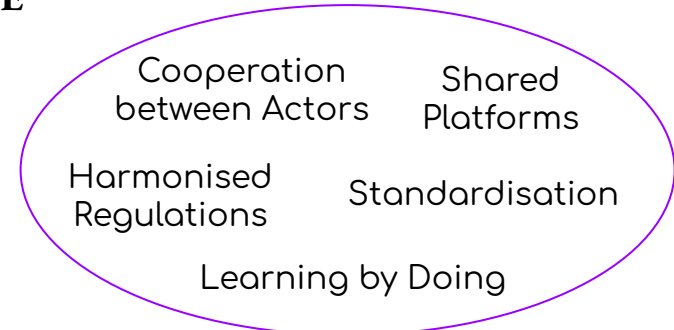 E
Cooperation
between Actors
Shared
Platforms
Harmonised
Regulations
Standardisation
Learning by Doing